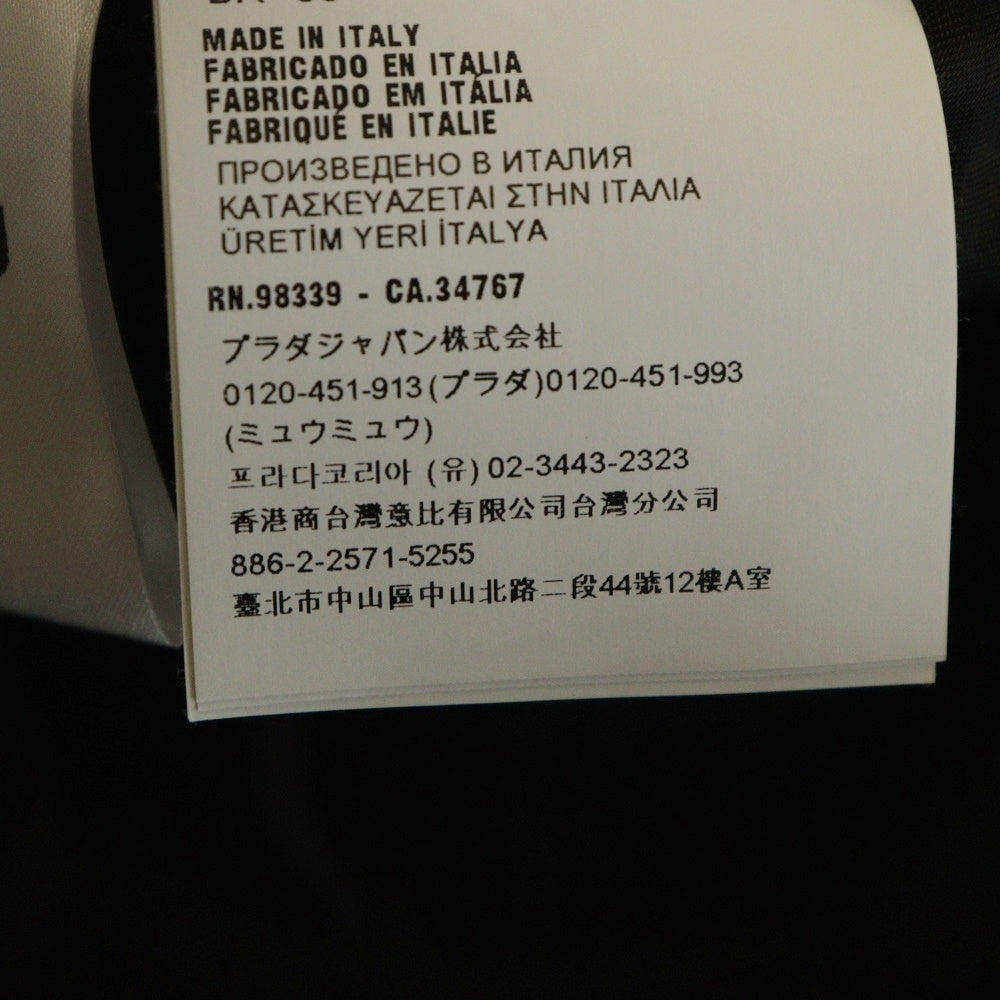 MADE IN ITALY
FABRICADO EN ITALIA
FABRICADO EM ITÁLIA
FABRIQUÉ EN ITALIE
ПРОИЗВЕДЕНО В ИТАЛИЯ
ΚΑΤΑΣΚΕΥΑΖΕΤΑΙ ΣΤΗΝ ΙΤΑΛΙΑ
ÜRETİM YERİ İTALYA
RN.98339 - CA.34767
プラダジャパン株式会社
0120-451-913(プラダ)0120-451-993
(ミュウミュウ)
프라다코리아 (유) 02-3443-2323
香港商台灣意比有限公司台灣分公司
886-2-2571-5255
臺北市中山區中山北路二段44號12樓A室